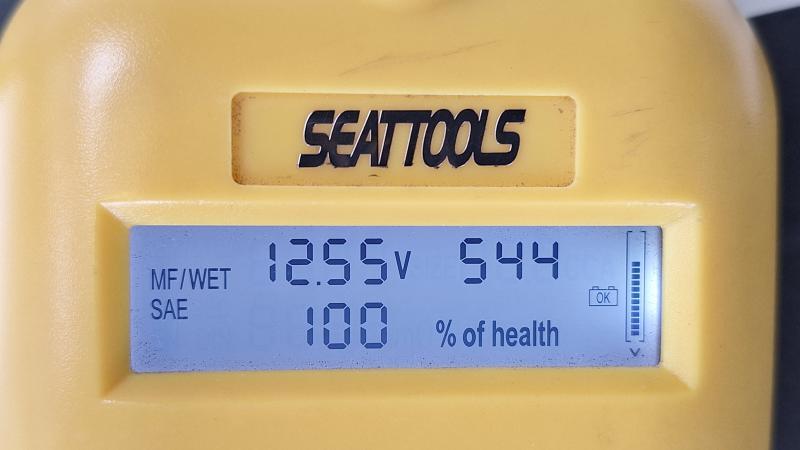 SEATTOOLS
MF/WET 12.55V 544
SAE 100 % of health
OK
V.